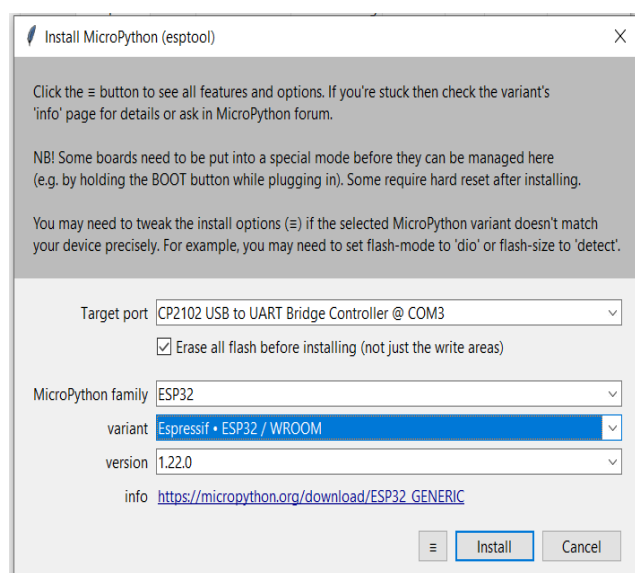 Install MicroPython (esptool)
Click the ≡ button to see all features and options. If you're stuck then check the variant's
'info' page for details or ask in MicroPython forum.
NB! Some boards need to be put into a special mode before they can be managed here
(e.g. by holding the BOOT button while plugging in). Some require hard reset after installing.
You may need to tweak the install options (≡) if the selected MicroPython variant doesn't match
your device precisely. For example, you may need to set flash-mode to 'dio' or flash-size to 'detect'.
Target port CP2102 USB to UART Bridge Controller @ COM3
Erase all flash before installing (not just the write areas)
MicroPython family ESP32
variant Espressif • ESP32 / WROOM
version 1.22.0
info https://micropython.org/download/ESP32_GENERIC
≡ Install Cancel